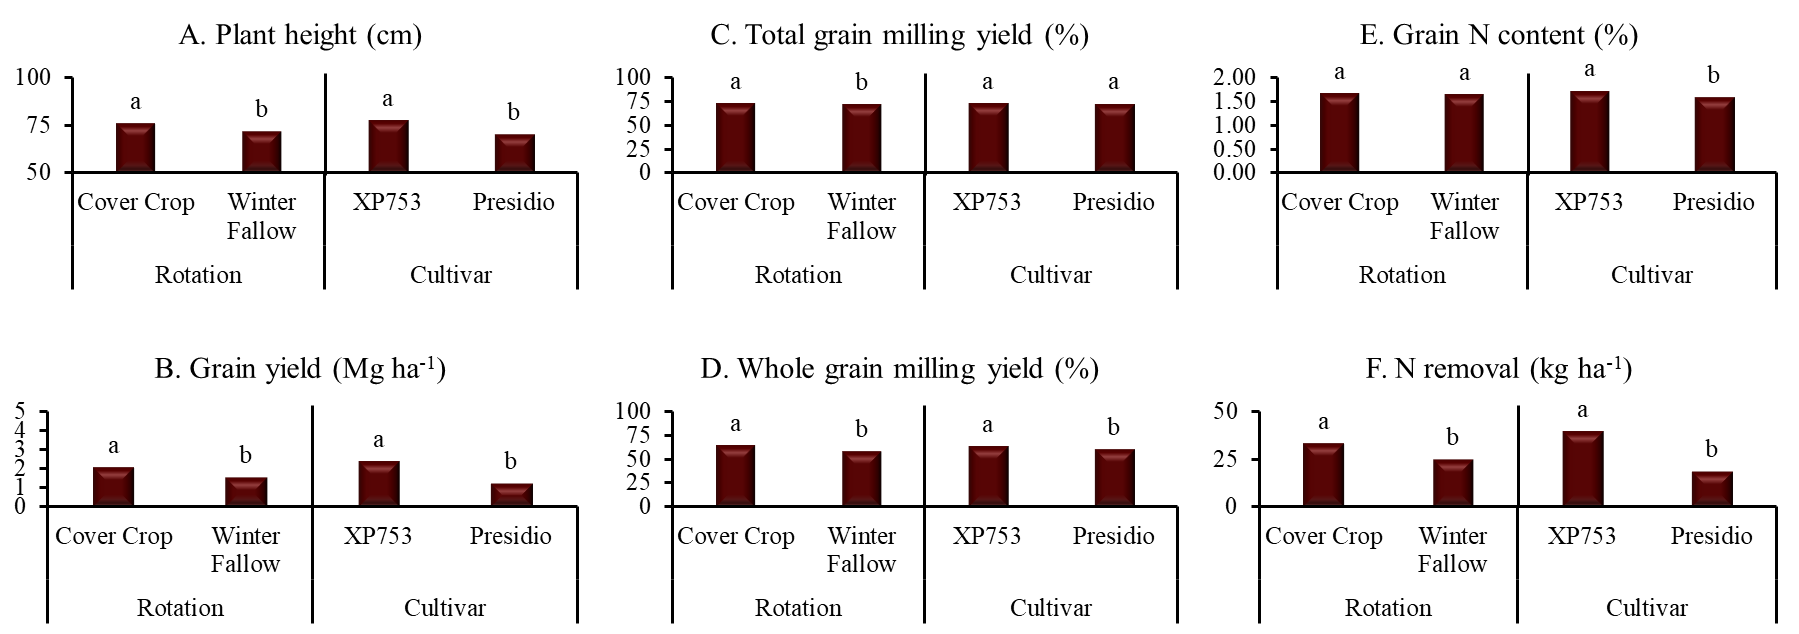 A. Plant height (cm)
100
75
50
a
b
a
b
Cover Crop
Winter
Fallow
XP753
Presidio
Rotation
Cultivar
C. Total grain milling yield (%)
100
75
50
25
0
a
b
a
a
Cover Crop
Winter
Fallow
XP753
Presidio
Rotation
Cultivar
E. Grain N content (%)
2.00
1.50
1.00
0.50
0.00
a
a
a
b
Cover Crop
Winter
Fallow
XP753
Presidio
Rotation
Cultivar
B. Grain yield (Mg ha⁻¹)
5
4
3
2
1
0
a
b
a
b
Cover Crop
Winter
Fallow
XP753
Presidio
Rotation
Cultivar
D. Whole grain milling yield (%)
100
75
50
25
0
a
b
a
b
Cover Crop
Winter
Fallow
XP753
Presidio
Rotation
Cultivar
F. N removal (kg ha⁻¹)
50
25
0
a
b
a
b
Cover Crop
Winter
Fallow
XP753
Presidio
Rotation
Cultivar